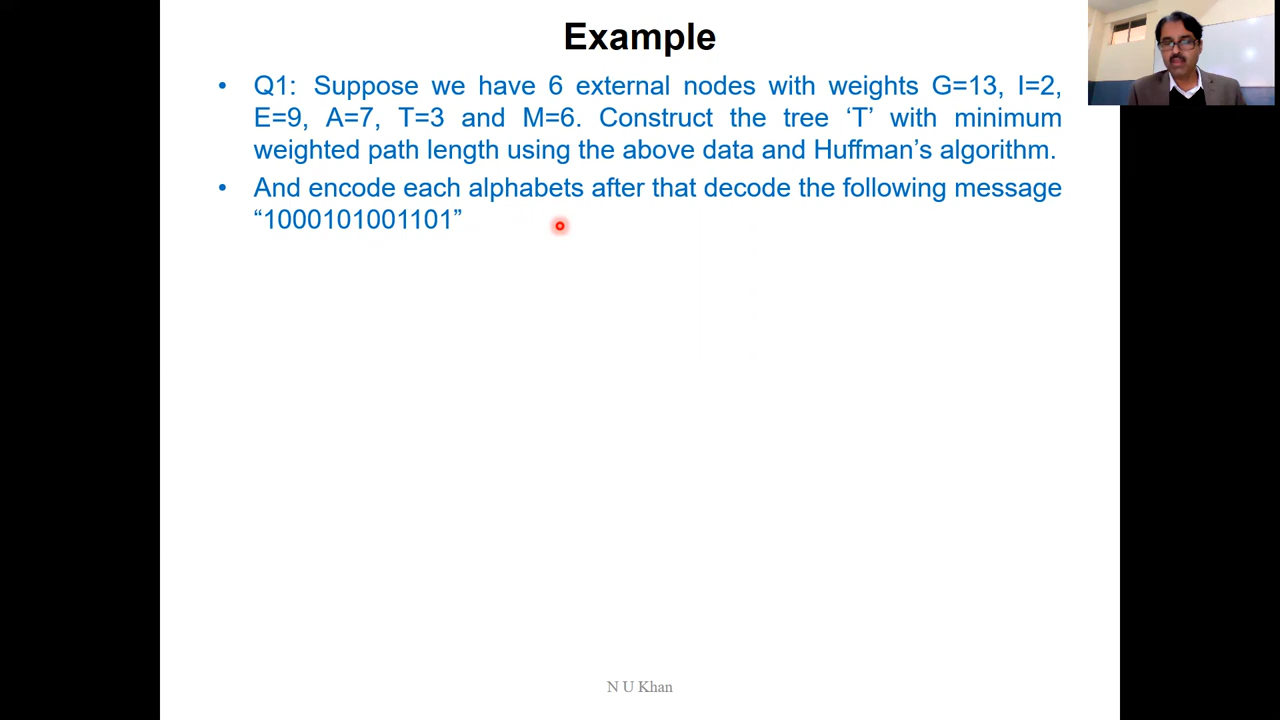 Example
• Q1: Suppose we have 6 external nodes with weights G=13, I=2,
E=9, A=7, T=3 and M=6. Construct the tree ‘T’ with minimum
weighted path length using the above data and Huffman’s algorithm.
• And encode each alphabets after that decode the following message
“1000101001101”
N U Khan